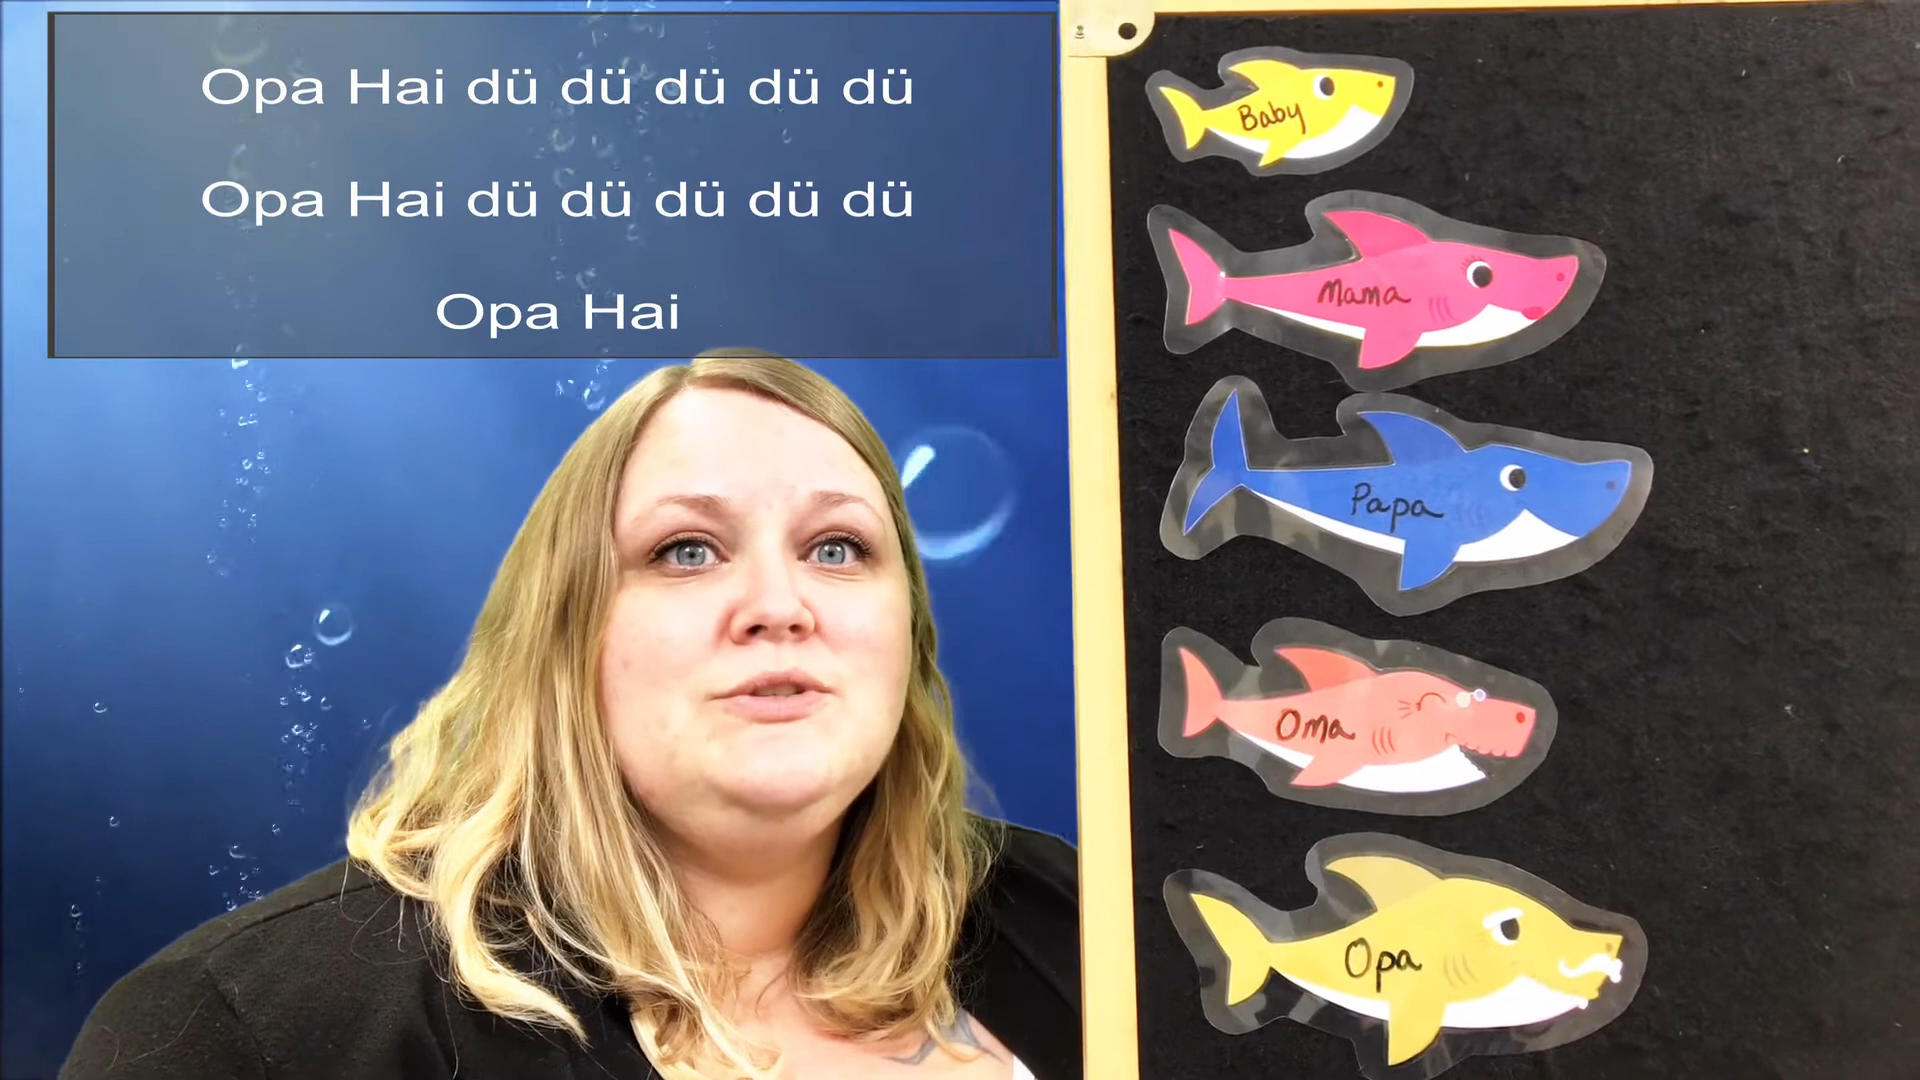 Opa Hai dü dü dü dü dü
Opa Hai dü dü dü dü dü
Opa Hai
Baby
Mama
Papa
Oma
Opa